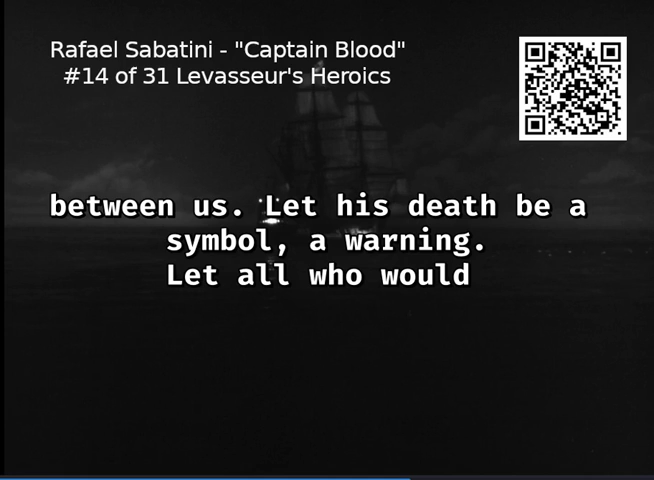 Rafael Sabatini - "Captain Blood"
#14 of 31 Levasseur's Heroics
between us. Let his death be a
symbol, a warning.
Let all who would